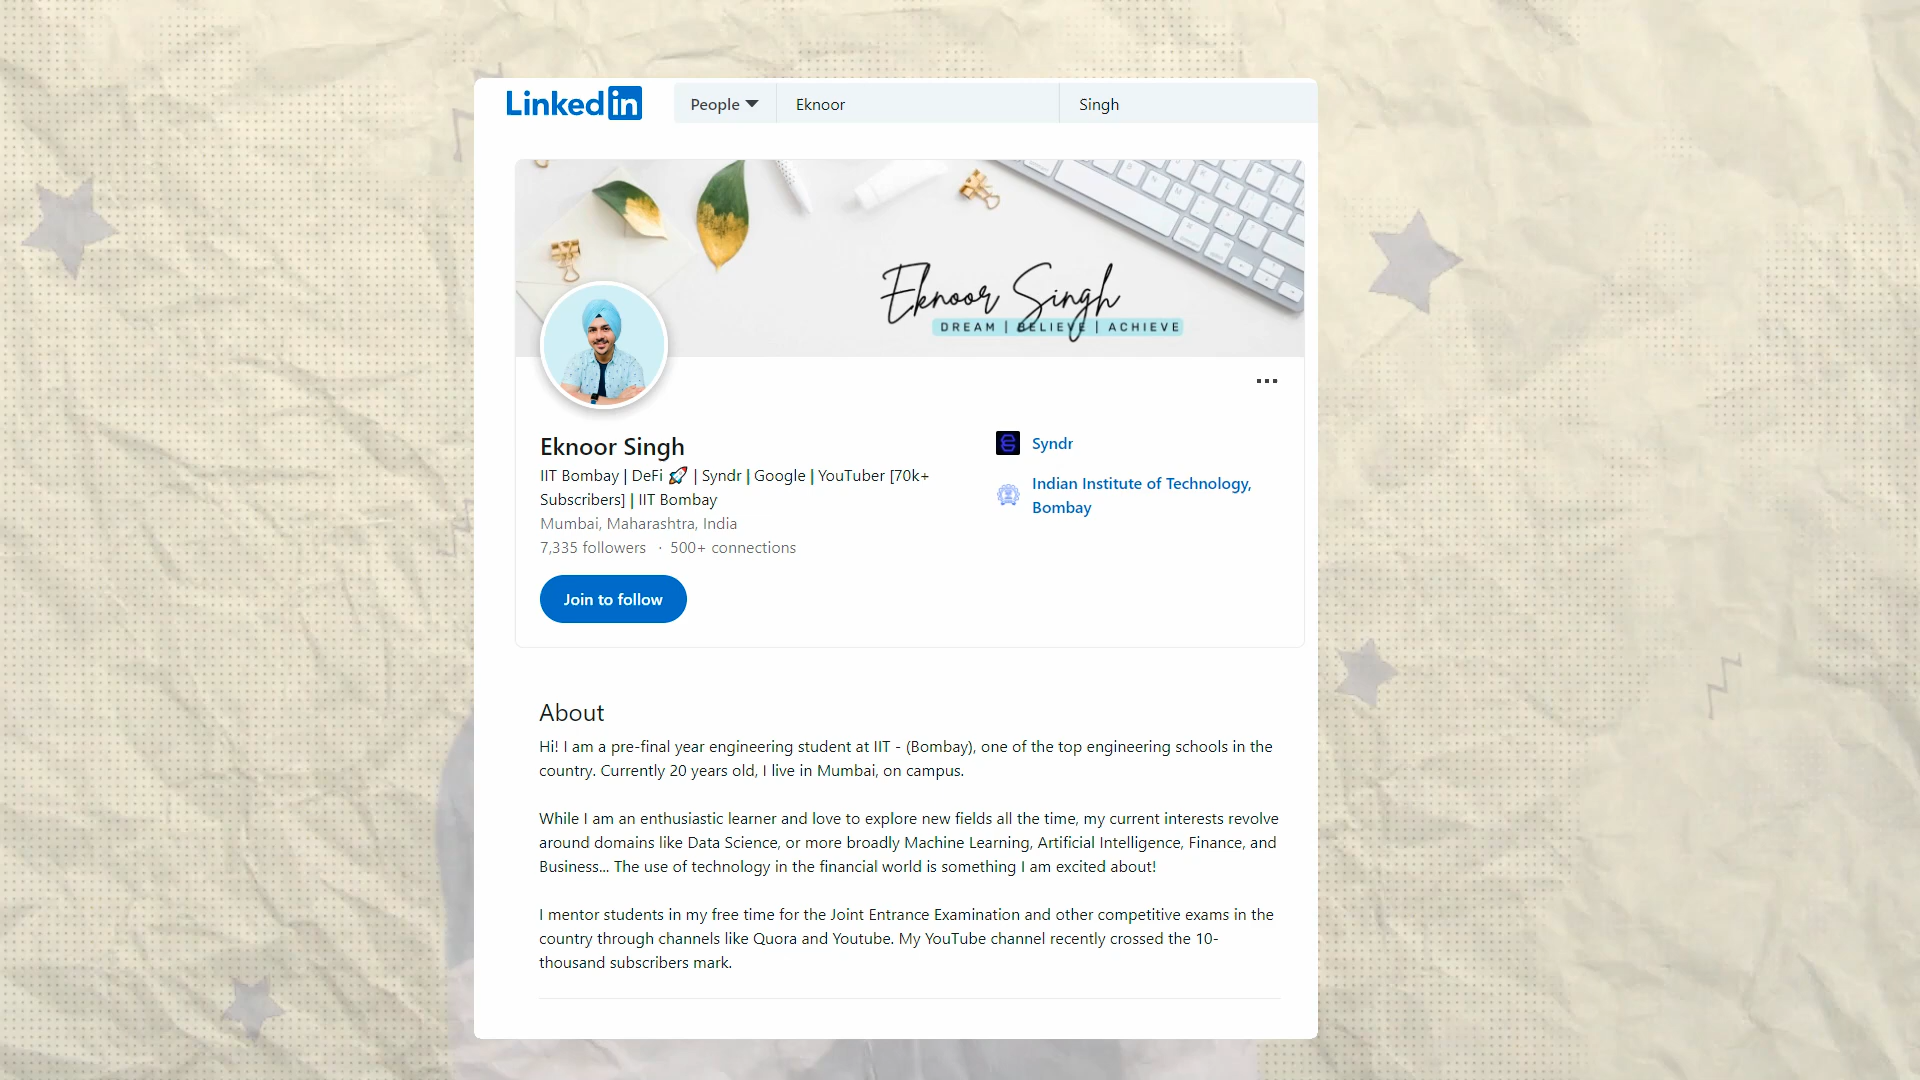 LinkedIn People Eknoor Singh
Eknoor Singh
DREAM | BELIEVE | ACHIEVE
Eknoor Singh
IIT Bombay | DeFi 🚀 | Syndr | Google | YouTuber [70k+
Subscribers] | IIT Bombay
Mumbai, Maharashtra, India
7,335 followers · 500+ connections
Join to follow
Syndr
Indian Institute of Technology,
Bombay
About
Hi! I am a pre-final year engineering student at IIT - (Bombay), one of the top engineering schools in the
country. Currently 20 years old, I live in Mumbai, on campus.
While I am an enthusiastic learner and love to explore new fields all the time, my current interests revolve
around domains like Data Science, or more broadly Machine Learning, Artificial Intelligence, Finance, and
Business... The use of technology in the financial world is something I am excited about!
I mentor students in my free time for the Joint Entrance Examination and other competitive exams in the
country through channels like Quora and Youtube. My YouTube channel recently crossed the 10-
thousand subscribers mark.